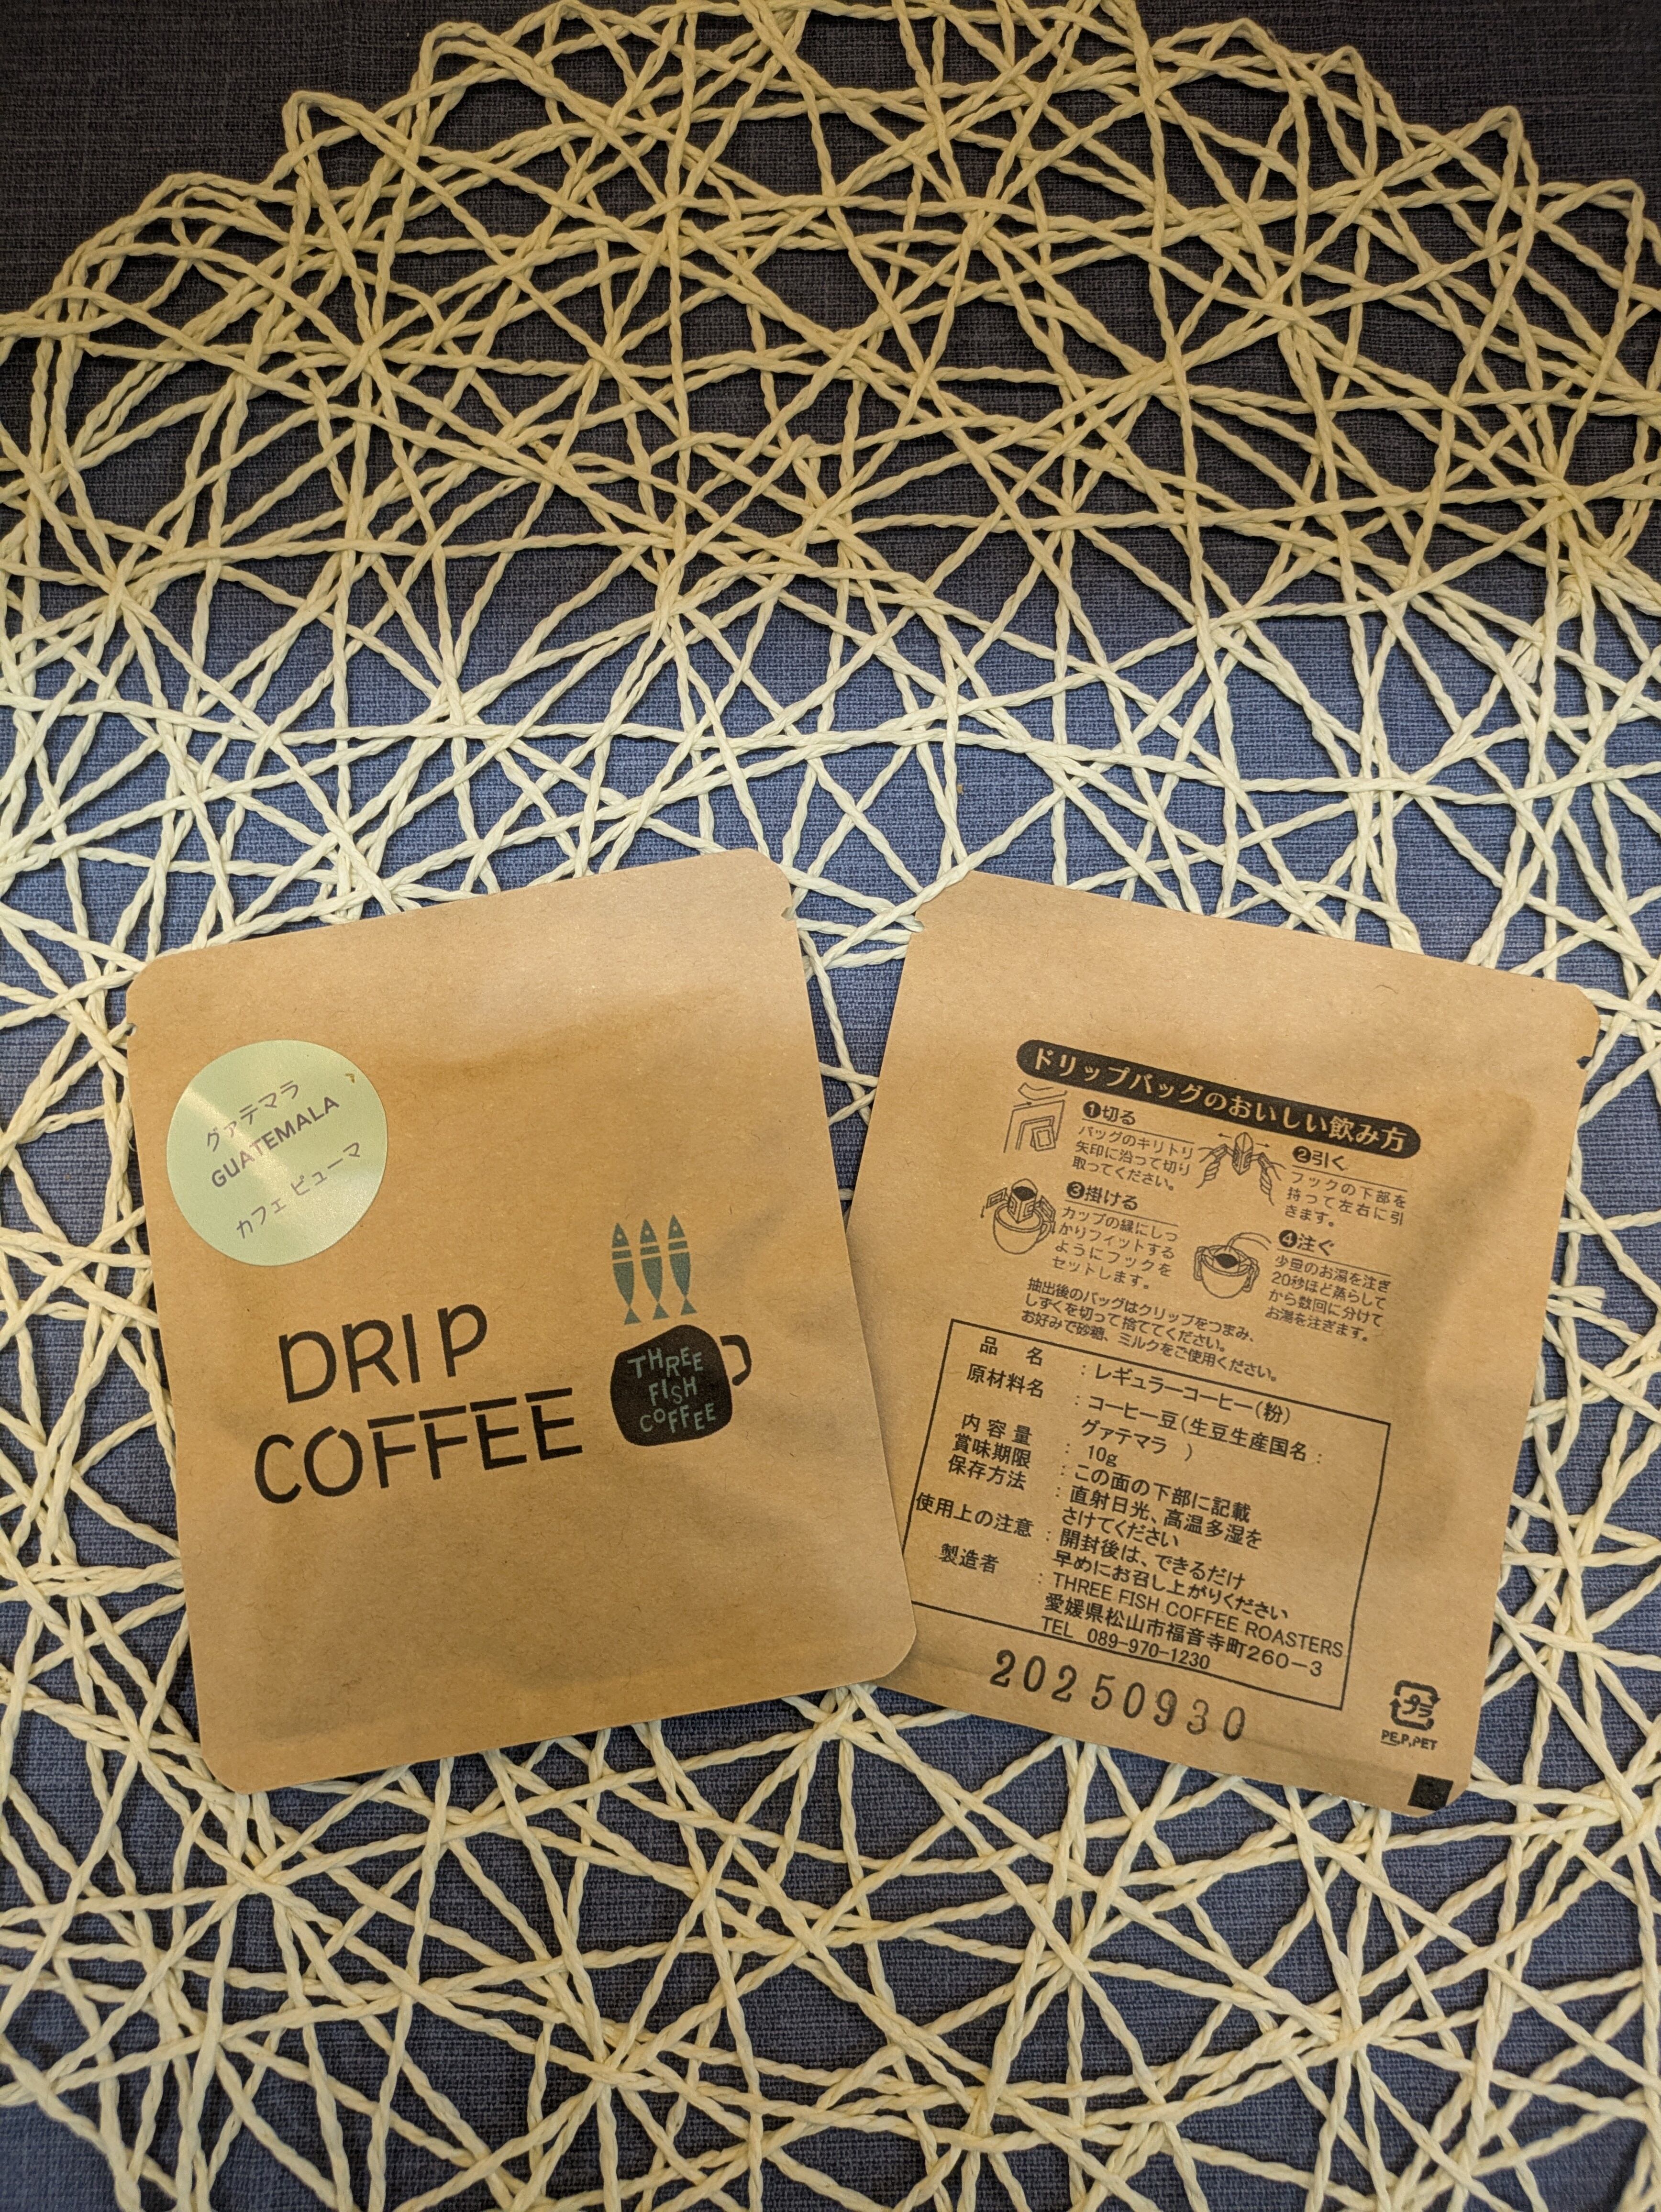 グァテマラ
GUATEMALA
カフェ ピューマ
DRIP
COFFEE
THREE
FISH
COFFEE
ドリップバッグのおいしい飲み方
❶切る
バッグのキリトリ
矢印に沿って切り
取ってください。
❷引く
フックの下部を
持って左右に引
きます。
❸掛ける
カップの縁にしっ
かりフィットする
ようにフックを
セットします。
❹注ぐ
少量のお湯を注ぎ
20秒ほど蒸らして
から数回に分けて
お湯を注ぎます。
抽出後のバッグはクリップをつまみ、
しずくを切って捨ててください。
お好みで砂糖、ミルクをご使用ください。
品 名 : レギュラーコーヒー(粉)
原材料名 : コーヒー豆(生豆生産国名:
グァテマラ )
内 容 量 : 10g
賞味期限 : この面の下部に記載
保存方法 : 直射日光、高温多湿を
さけてください
使用上の注意 : 開封後は、できるだけ
早めにお召し上がりください
製造者 : THREE FISH COFFEE ROASTERS
愛媛県松山市福音寺町260-3
TEL 089-970-1230
20250930
プラ
PE,P,PET